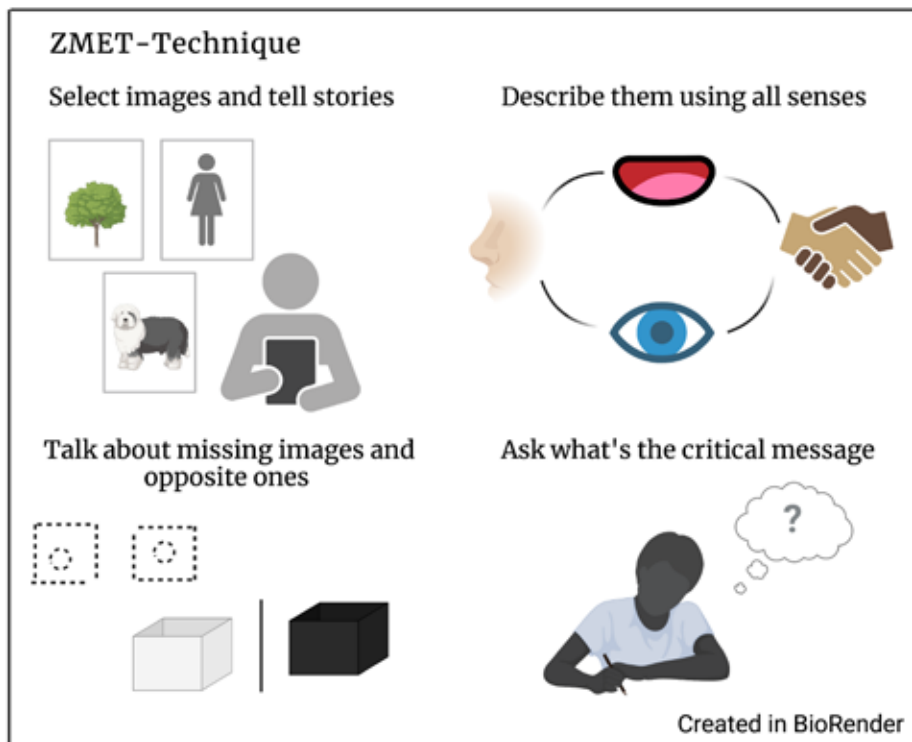 ZMET-Technique
Select images and tell stories
Describe them using all senses
Talk about missing images and
opposite ones
Ask what's the critical message
?
Created in BioRender